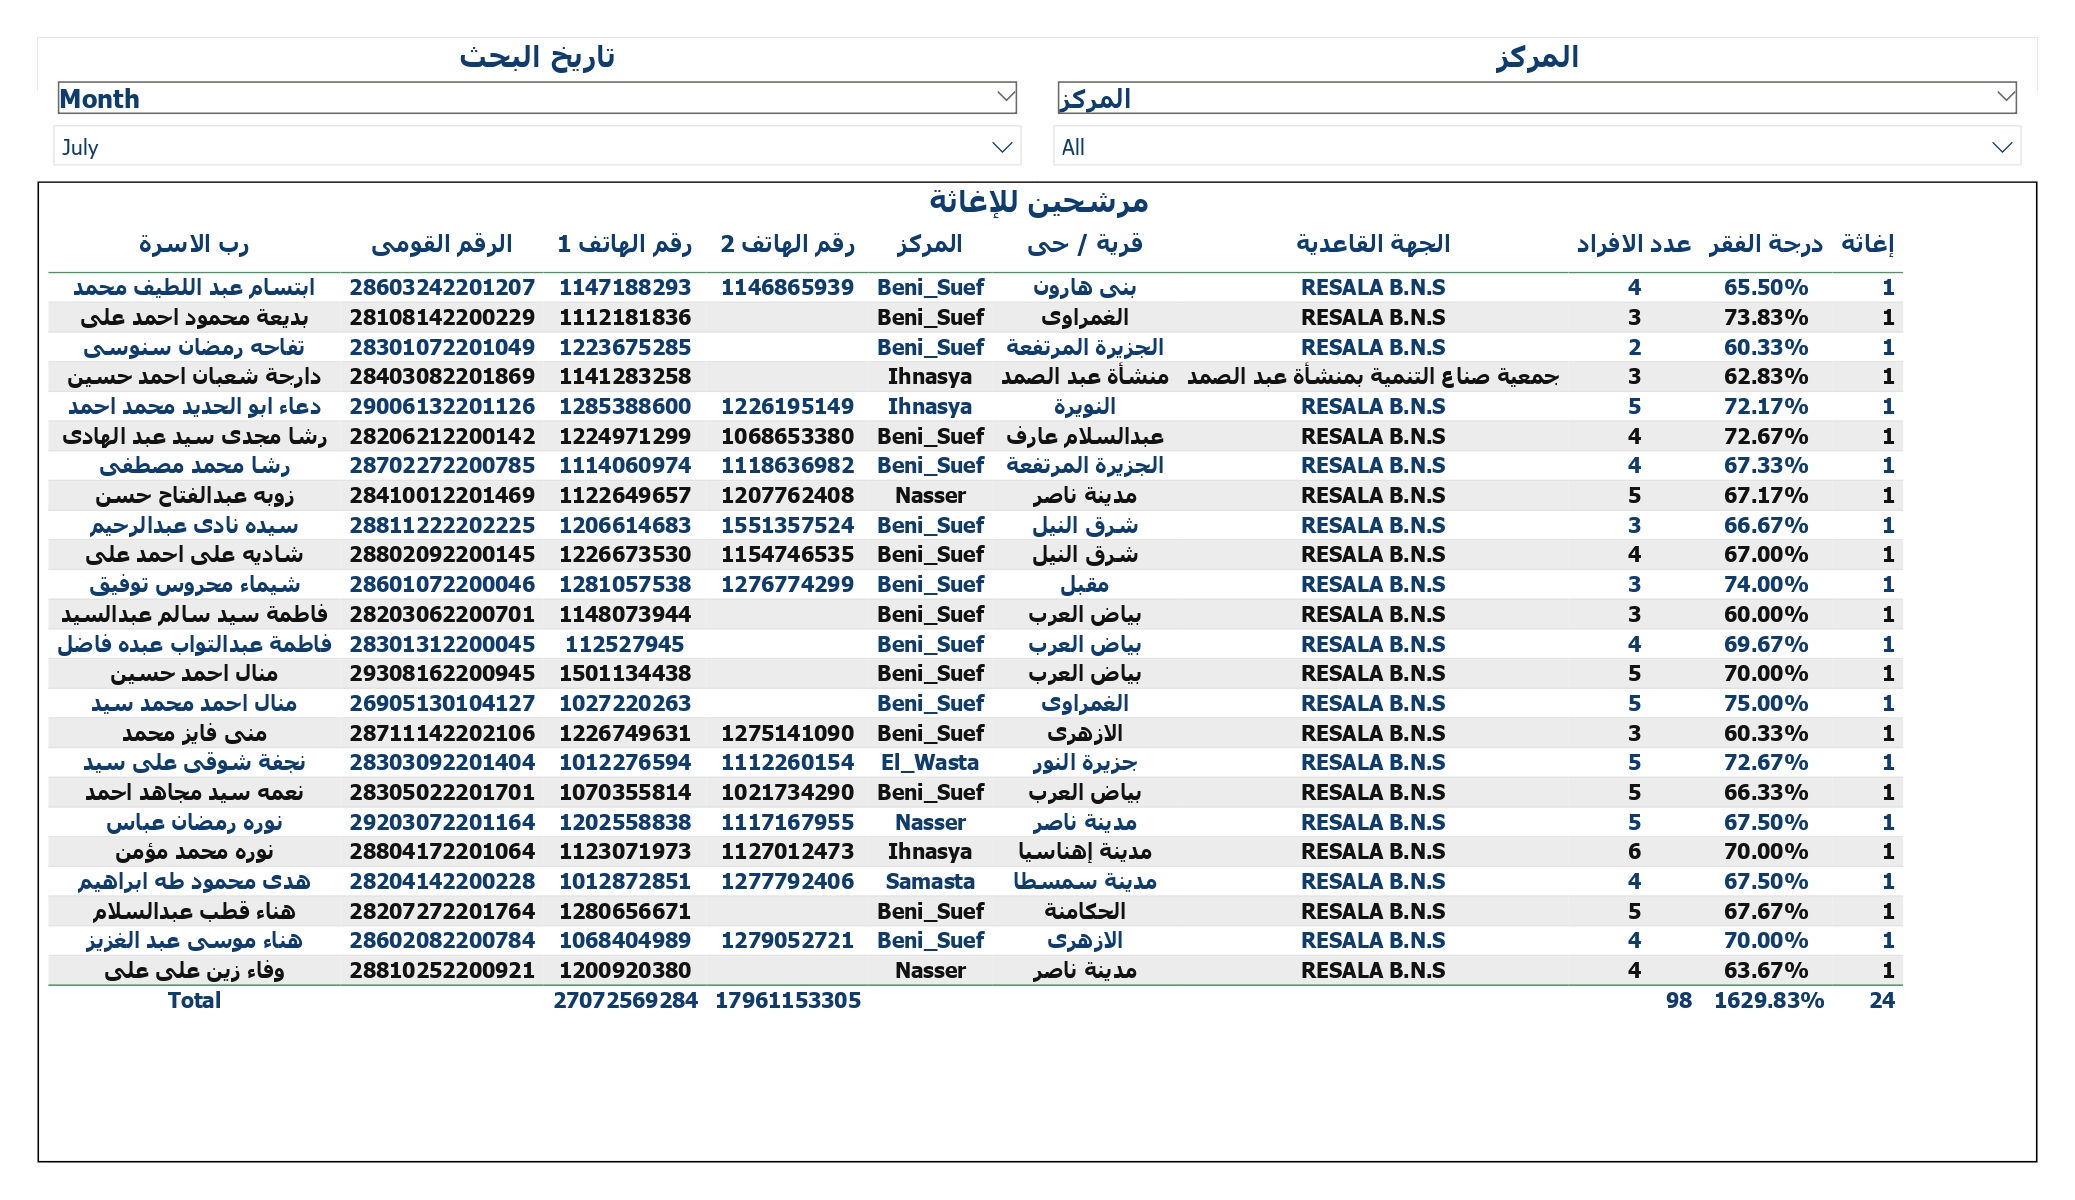 تاريخ البحث
المركز
Month
المركز
July
All
مرشحين للإغاثة
رب الاسرة الرقم القومى رقم الهاتف 1 رقم الهاتف 2 المركز قرية / حى الجهة القاعدية عدد الافراد درجة الفقر إغاثة
ابتسام عبد اللطيف محمد 28603242201207 1147188293 1146865939 Beni_Suef بنى هارون RESALA B.N.S 4 65.50% 1
بديعة محمود احمد على 28108142200229 1112181836 Beni_Suef الغمراوى RESALA B.N.S 3 73.83% 1
تفاحه رمضان سنوسى 28301072201049 1223675285 Beni_Suef الجزيرة المرتفعة RESALA B.N.S 2 60.33% 1
دارجة شعبان احمد حسين 28403082201869 1141283258 Ihnasya منشأة عبد الصمد جمعية صناع التنمية بمنشأة عبد الصمد 3 62.83% 1
دعاء ابو الحديد محمد احمد 29006132201126 1285388600 1226195149 Ihnasya النويرة RESALA B.N.S 5 72.17% 1
رشا مجدى سيد عبد الهادى 28206212200142 1224971299 1068653380 Beni_Suef عبدالسلام عارف RESALA B.N.S 4 72.67% 1
رشا محمد مصطفى 28702272200785 1114060974 1118636982 Beni_Suef الجزيرة المرتفعة RESALA B.N.S 4 67.33% 1
زوبه عبدالفتاح حسن 28410012201469 1122649657 1207762408 Nasser مدينة ناصر RESALA B.N.S 5 67.17% 1
سيده نادى عبدالرحيم 28811222202225 1206614683 1551357524 Beni_Suef شرق النيل RESALA B.N.S 3 66.67% 1
شاديه على احمد على 28802092200145 1226673530 1154746535 Beni_Suef شرق النيل RESALA B.N.S 4 67.00% 1
شيماء محروس توفيق 28601072200046 1281057538 1276774299 Beni_Suef مقبل RESALA B.N.S 3 74.00% 1
فاطمة سيد سالم عبدالسيد 28203062200701 1148073944 Beni_Suef بياض العرب RESALA B.N.S 3 60.00% 1
فاطمة عبدالتواب عبده فاضل 28301312200045 112527945 Beni_Suef بياض العرب RESALA B.N.S 4 69.67% 1
منال احمد حسين 29308162200945 1501134438 Beni_Suef بياض العرب RESALA B.N.S 5 70.00% 1
منال احمد محمد سيد 26905130104127 1027220263 Beni_Suef الغمراوى RESALA B.N.S 5 75.00% 1
منى فايز محمد 28711142202106 1226749631 1275141090 Beni_Suef الازهرى RESALA B.N.S 3 60.33% 1
نجفة شوقى على سيد 28303092201404 1012276594 1112260154 El_Wasta جزيرة النور RESALA B.N.S 5 72.67% 1
نعمه سيد مجاهد احمد 28305022201701 1070355814 1021734290 Beni_Suef بياض العرب RESALA B.N.S 5 66.33% 1
نوره رمضان عباس 29203072201164 1202558838 1117167955 Nasser مدينة ناصر RESALA B.N.S 5 67.50% 1
نوره محمد مؤمن 28804172201064 1123071973 1127012473 Ihnasya مدينة إهناسيا RESALA B.N.S 6 70.00% 1
هدى محمود طه ابراهيم 28204142200228 1012872851 1277792406 Samasta مدينة سمسطا RESALA B.N.S 4 67.50% 1
هناء قطب عبدالسلام 28207272201764 1280656671 Beni_Suef الحكامنة RESALA B.N.S 5 67.67% 1
هناء موسى عبد العزيز 28602082200784 1068404989 1279052721 Beni_Suef الازهرى RESALA B.N.S 4 70.00% 1
وفاء زين على على 28810252200921 1200920380 Nasser مدينة ناصر RESALA B.N.S 4 63.67% 1
Total 27072569284 17961153305 98 1629.83% 24